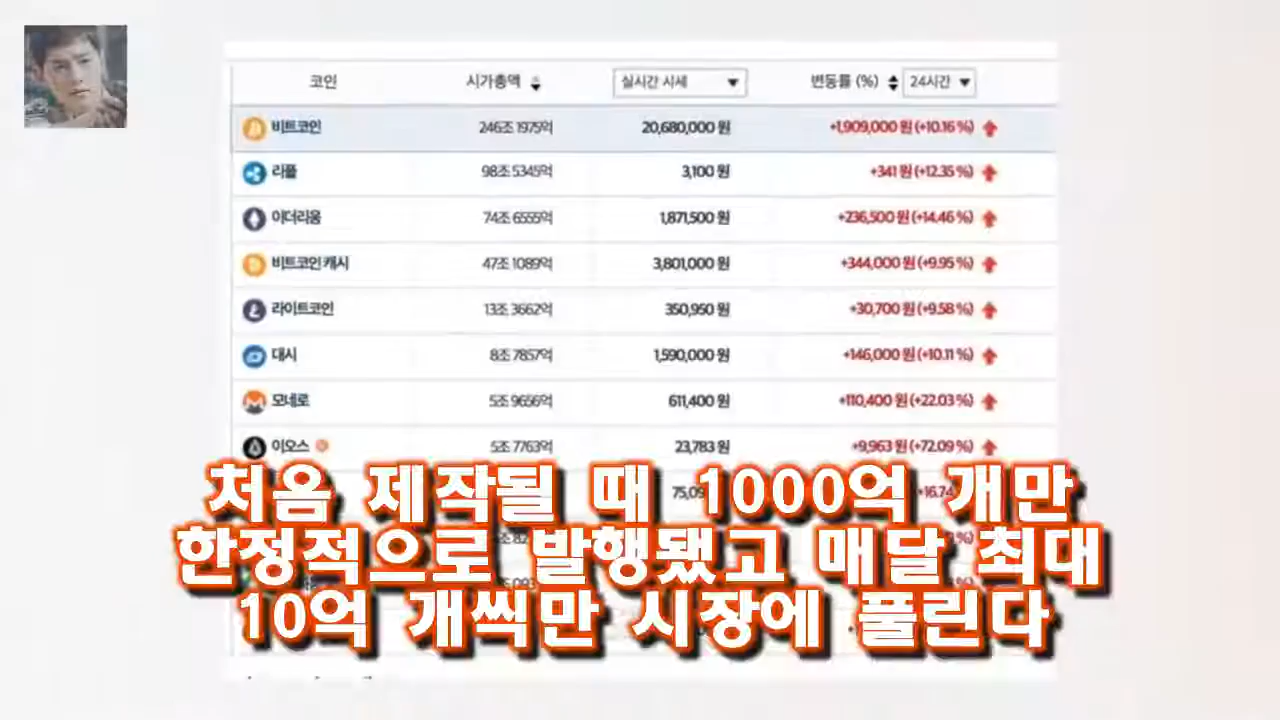 코인 시가총액 실시간 시세 변동률 (%) 24시간
비트코인 246조 1975억 20,680,000 원 +1,909,000 원 (+10.16 %)
리플 98조 5345억 3,100 원 +341 원 (+12.35 %)
이더리움 74조 6555억 1,871,500 원 +236,500 원 (+14.46 %)
비트코인 캐시 47조 1089억 3,801,000 원 +344,000 원 (+9.95 %)
라이트코인 13조 3662억 350,950 원 +30,700 원 (+9.58 %)
대시 8조 7857억 1,590,000 원 +146,000 원 (+10.11 %)
모네로 5조 9656억 611,400 원 +110,400 원 (+22.03 %)
이오스 5조 7763억 23,783 원 +9,963 원 (+72.09 %)
처음 제작될 때 1000억 개만
한정적으로 발행됐고 매달 최대
10억 개씩만 시장에 풀린다